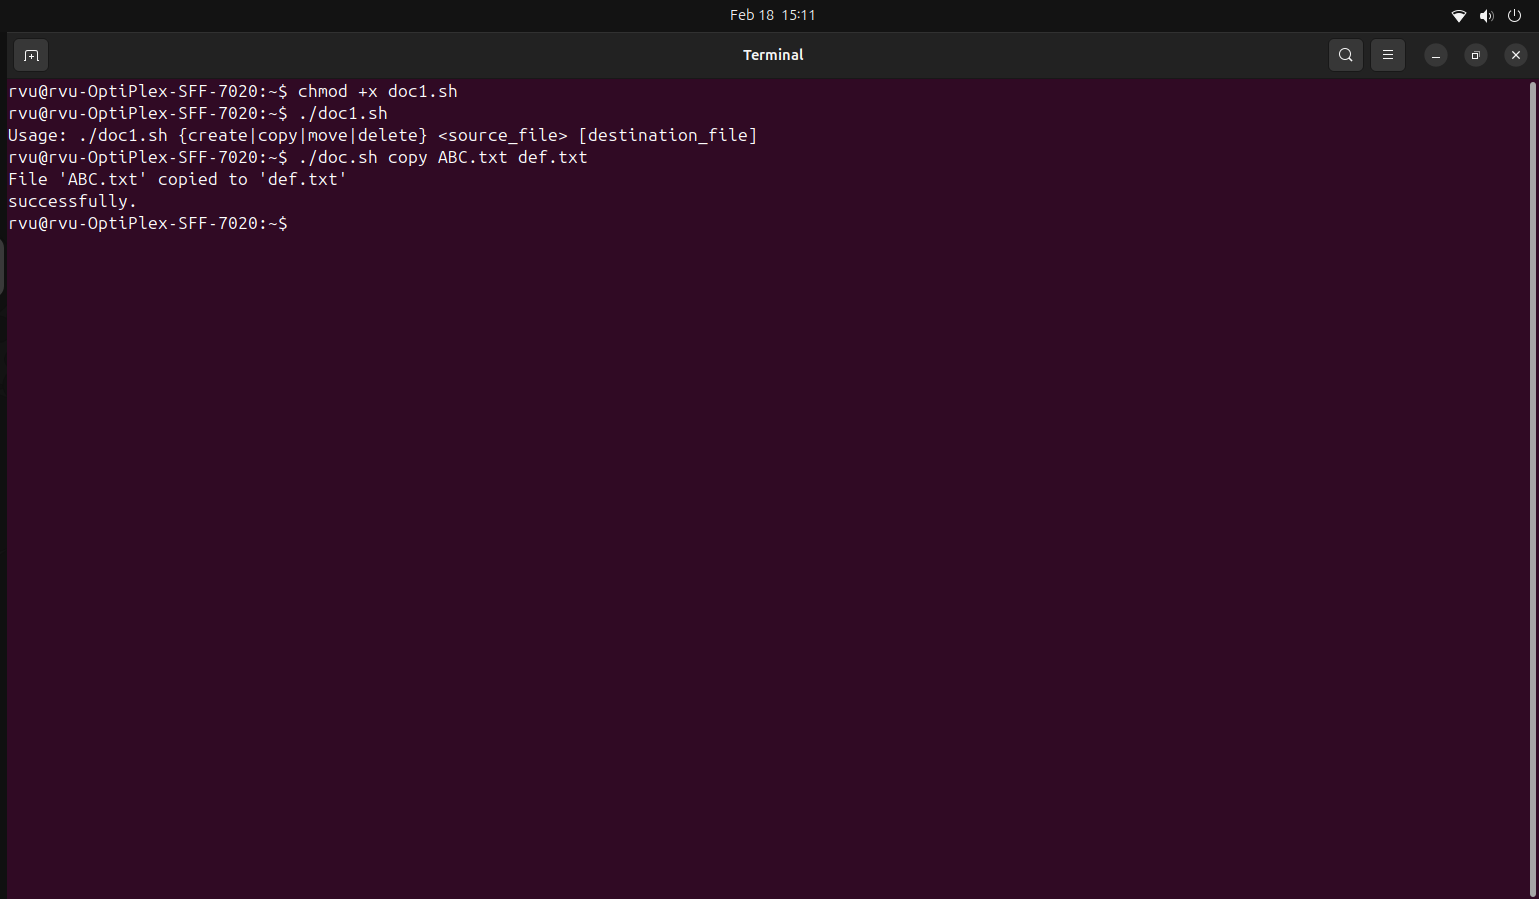 Feb 18 15:11
Terminal
rvu@rvu-OptiPlex-SFF-7020:~$ chmod +x doc1.sh
rvu@rvu-OptiPlex-SFF-7020:~$ ./doc1.sh
Usage: ./doc1.sh {create|copy|move|delete} <source_file> [destination_file]
rvu@rvu-OptiPlex-SFF-7020:~$ ./doc.sh copy ABC.txt def.txt
File 'ABC.txt' copied to 'def.txt'
successfully.
rvu@rvu-OptiPlex-SFF-7020:~$